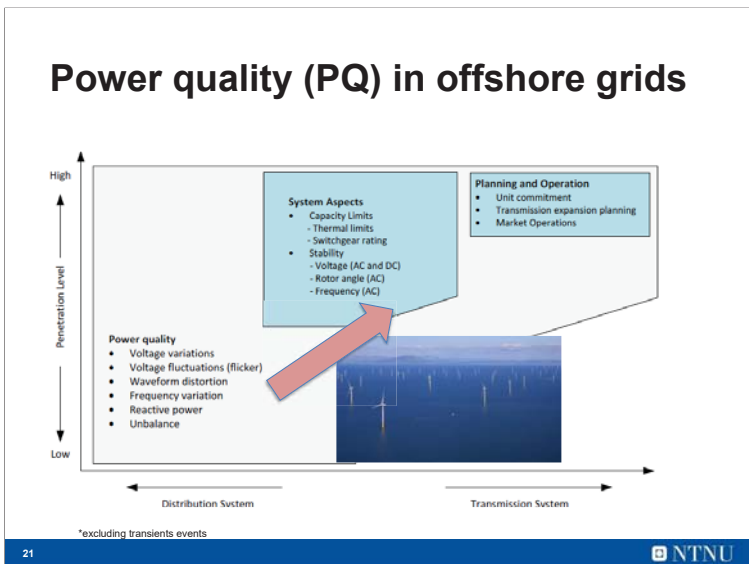 Power quality (PQ) in offshore grids
High
Penetration Level
Low
System Aspects
• Capacity Limits
- Thermal limits
- Switchgear rating
• Stability
- Voltage (AC and DC)
- Rotor angle (AC)
- Frequency (AC)
Planning and Operation
• Unit commitment
• Transmission expansion planning
• Market Operations
Power quality
• Voltage variations
• Voltage fluctuations (flicker)
• Waveform distortion
• Frequency variation
• Reactive power
• Unbalance
Distribution System
Transmission System
*excluding transients events
21
NTNU